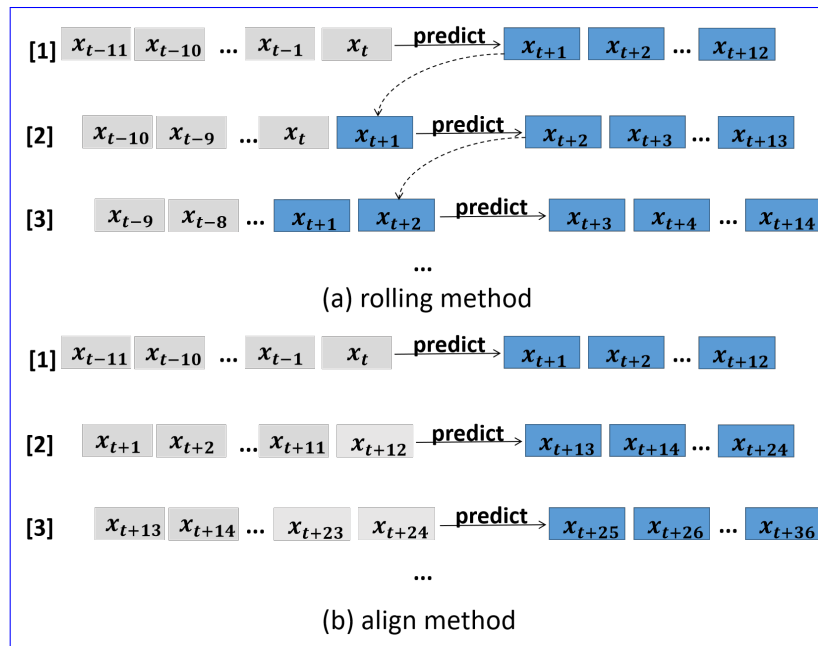 [1] x_{t−11} x_{t−10} ... x_{t−1} x_t predict x_{t+1} x_{t+2} ... x_{t+12}
[2] x_{t−10} x_{t−9} ... x_t x_{t+1} predict x_{t+2} x_{t+3} ... x_{t+13}
[3] x_{t−9} x_{t−8} ... x_{t+1} x_{t+2} predict x_{t+3} x_{t+4} ... x_{t+14}
...
(a) rolling method
[1] x_{t−11} x_{t−10} ... x_{t−1} x_t predict x_{t+1} x_{t+2} ... x_{t+12}
[2] x_{t+1} x_{t+2} ... x_{t+11} x_{t+12} predict x_{t+13} x_{t+14} ... x_{t+24}
[3] x_{t+13} x_{t+14} ... x_{t+23} x_{t+24} predict x_{t+25} x_{t+26} ... x_{t+36}
...
(b) align method